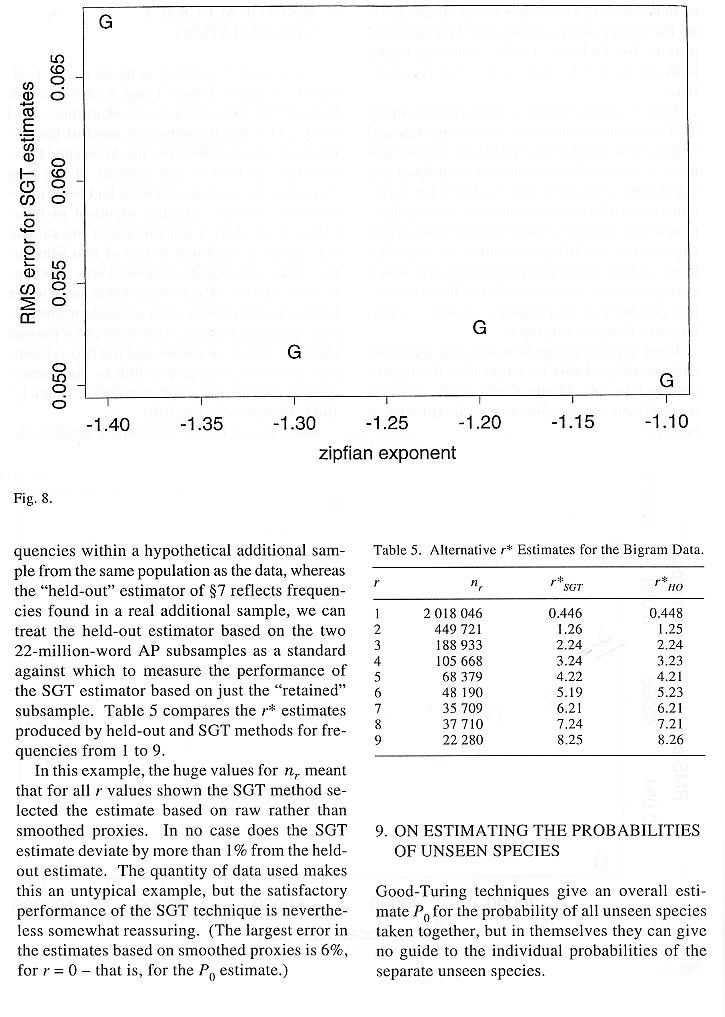 G
G
G
G
RMS error for SGT estimates
0.050 0.055 0.060 0.065
-1.40 -1.35 -1.30 -1.25 -1.20 -1.15 -1.10
zipfian exponent
Fig. 8.
quencies within a hypothetical additional sam-
ple from the same population as the data, whereas
the “held-out” estimator of §7 reflects frequen-
cies found in a real additional sample, we can
treat the held-out estimator based on the two
22-million-word AP subsamples as a standard
against which to measure the performance of
the SGT estimator based on just the “retained”
subsample. Table 5 compares the r* estimates
produced by held-out and SGT methods for fre-
quencies from 1 to 9.
In this example, the huge values for nr meant
that for all r values shown the SGT method se-
lected the estimate based on raw rather than
smoothed proxies. In no case does the SGT
estimate deviate by more than 1% from the held-
out estimate. The quantity of data used makes
this an untypical example, but the satisfactory
performance of the SGT technique is neverthe-
less somewhat reassuring. (The largest error in
the estimates based on smoothed proxies is 6%,
for r = 0 – that is, for the P0 estimate.)
Table 5. Alternative r* Estimates for the Bigram Data.
r nr r*SGT r*HO
1 2 018 046 0.446 0.448
2 449 721 1.26 1.25
3 188 933 2.24 2.24
4 105 668 3.24 3.23
5 68 379 4.22 4.21
6 48 190 5.19 5.23
7 35 709 6.21 6.21
8 37 710 7.24 7.21
9 22 280 8.25 8.26
9. ON ESTIMATING THE PROBABILITIES
OF UNSEEN SPECIES
Good-Turing techniques give an overall esti-
mate P0 for the probability of all unseen species
taken together, but in themselves they can give
no guide to the individual probabilities of the
separate unseen species.